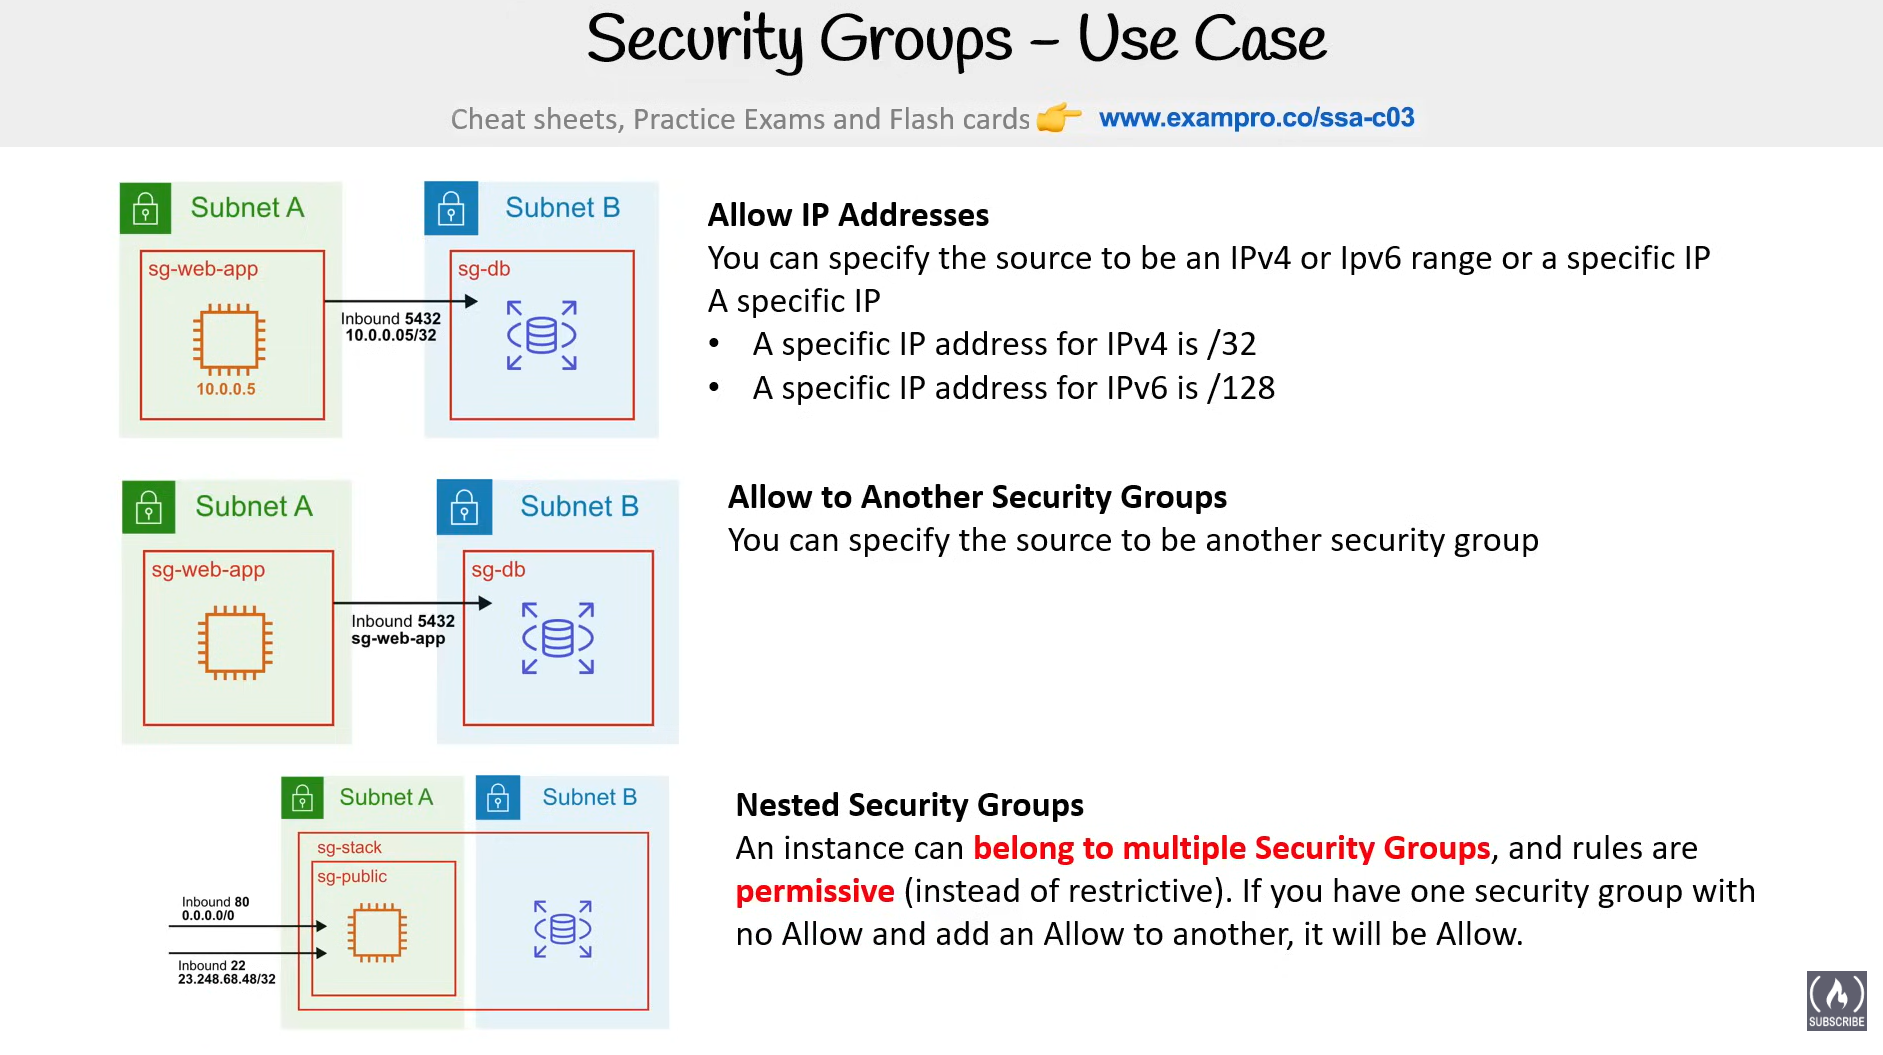 Security Groups – Use Case
Cheat sheets, Practice Exams and Flash cards 👉 www.exampro.co/ssa-c03
Subnet A
Subnet B
sg-web-app
sg-db
Inbound 5432
10.0.0.05/32
10.0.0.5
Allow IP Addresses
You can specify the source to be an IPv4 or Ipv6 range or a specific IP
A specific IP
• A specific IP address for IPv4 is /32
• A specific IP address for IPv6 is /128
Subnet A
Subnet B
sg-web-app
sg-db
Inbound 5432
sg-web-app
Allow to Another Security Groups
You can specify the source to be another security group
Subnet A
Subnet B
sg-stack
sg-public
Inbound 80
0.0.0.0/0
Inbound 22
23.248.68.48/32
Nested Security Groups
An instance can belong to multiple Security Groups, and rules are
permissive (instead of restrictive). If you have one security group with
no Allow and add an Allow to another, it will be Allow.
SUBSCRIBE